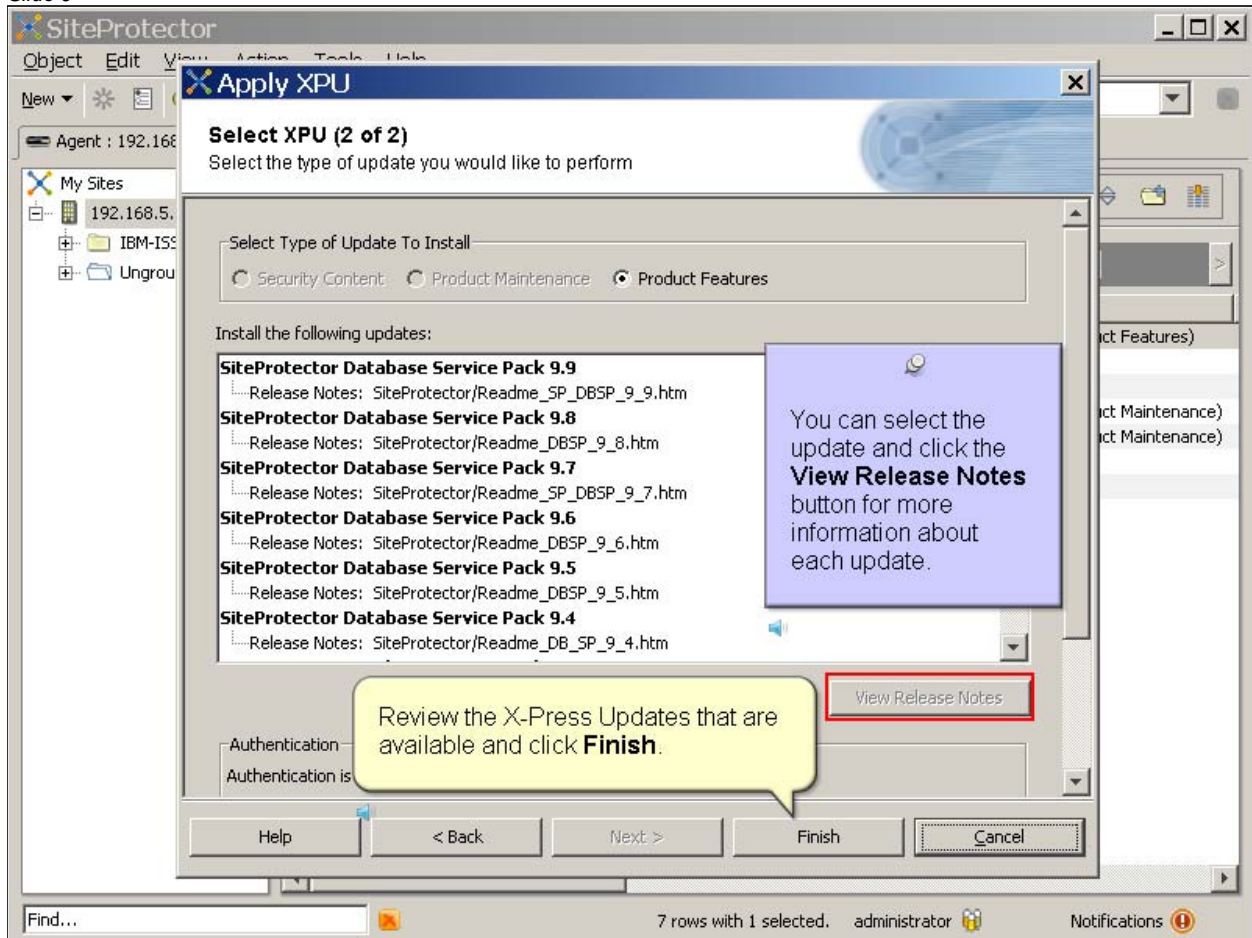 SiteProtector
Object Edit View Action Tools Help
New
Apply XPU
Agent : 192.168
Select XPU (2 of 2)
Select the type of update you would like to perform
My Sites
192.168.5.
IBM-ISS
Ungrou
Select Type of Update To Install
Security Content Product Maintenance Product Features
Install the following updates:
SiteProtector Database Service Pack 9.9
Release Notes: SiteProtector/Readme_SP_DBSP_9_9.htm
SiteProtector Database Service Pack 9.8
Release Notes: SiteProtector/Readme_DBSP_9_8.htm
SiteProtector Database Service Pack 9.7
Release Notes: SiteProtector/Readme_SP_DBSP_9_7.htm
SiteProtector Database Service Pack 9.6
Release Notes: SiteProtector/Readme_DBSP_9_6.htm
SiteProtector Database Service Pack 9.5
Release Notes: SiteProtector/Readme_DBSP_9_5.htm
SiteProtector Database Service Pack 9.4
Release Notes: SiteProtector/Readme_DB_SP_9_4.htm
You can select the
update and click the
View Release Notes
button for more
information about
each update.
uct Features)
uct Maintenance)
uct Maintenance)
View Release Notes
Review the X-Press Updates that are
available and click Finish.
Authentication
Authentication is
Help < Back Next > Finish Cancel
Find... 7 rows with 1 selected. administrator Notifications